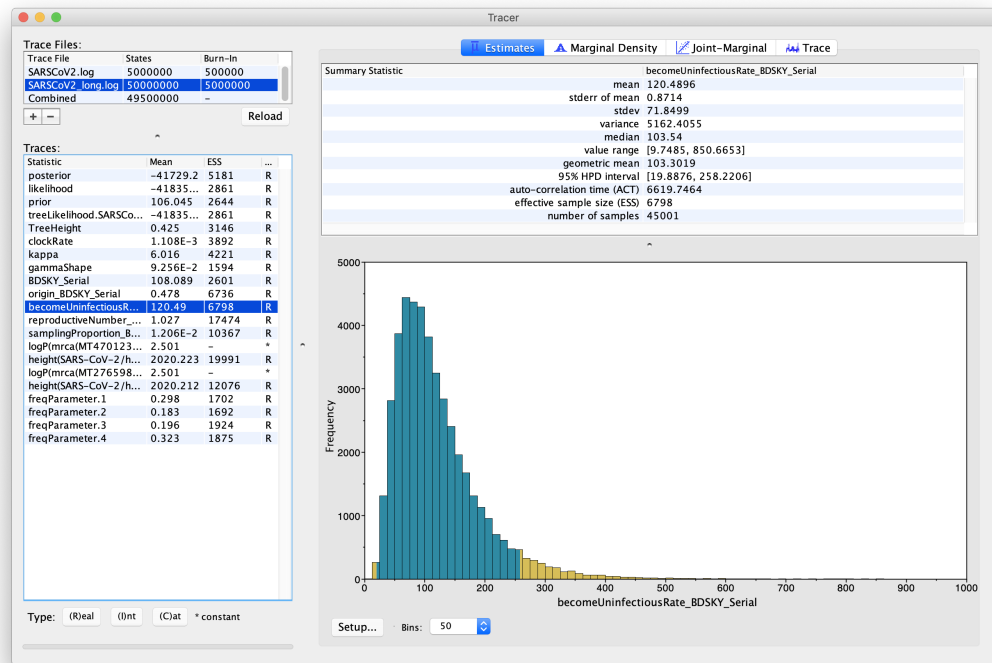 Tracer
Trace Files:
Trace File States Burn-In
SARSCoV2.log 5000000 500000
SARSCoV2_long.log 50000000 5000000
Combined 49500000 -
+ - Reload
Traces:
Statistic Mean ESS ...
posterior -41729.2 5181 R
likelihood -41835... 2861 R
prior 106.045 2644 R
treeLikelihood.SARSCo... -41835... 2861 R
TreeHeight 0.425 3146 R
clockRate 1.108E-3 3892 R
kappa 6.016 4221 R
gammaShape 9.256E-2 1594 R
BDSKY_Serial 108.089 2601 R
origin_BDSKY_Serial 0.478 6736 R
becomeUninfectiousR... 120.49 6798 R
reproductiveNumber_... 1.027 17474 R
samplingProportion_B... 1.206E-2 10367 R
logP(mrca(MT470123... 2.501 - *
height(SARS-CoV-2/h... 2020.223 19991 R
logP(mrca(MT276598... 2.501 - *
height(SARS-CoV-2/h... 2020.212 12076 R
freqParameter.1 0.298 1702 R
freqParameter.2 0.183 1692 R
freqParameter.3 0.196 1924 R
freqParameter.4 0.323 1875 R
Type: (R)eal (I)nt (C)at * constant
Estimates Marginal Density Joint-Marginal Trace
Summary Statistic becomeUninfectiousRate_BDSKY_Serial
mean 120.4896
stderr of mean 0.8714
stdev 71.8499
variance 5162.4055
median 103.54
value range [9.7485, 850.6653]
geometric mean 103.3019
95% HPD interval [19.8876, 258.2206]
auto-correlation time (ACT) 6619.7464
effective sample size (ESS) 6798
number of samples 45001
5000
4000
3000
2000
1000
0
Frequency
0 100 200 300 400 500 600 700 800 900 1000
becomeUninfectiousRate_BDSKY_Serial
Setup... Bins: 50